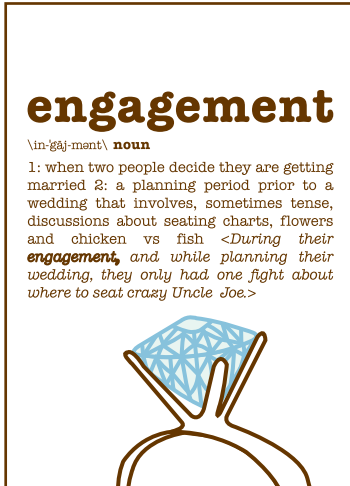 engagement
\in-ˈgāj-mənt\ noun
1: when two people decide they are getting
married 2: a planning period prior to a
wedding that involves, sometimes tense,
discussions about seating charts, flowers
and chicken vs fish <During their
engagement, and while planning their
wedding, they only had one fight about
where to seat crazy Uncle Joe.>